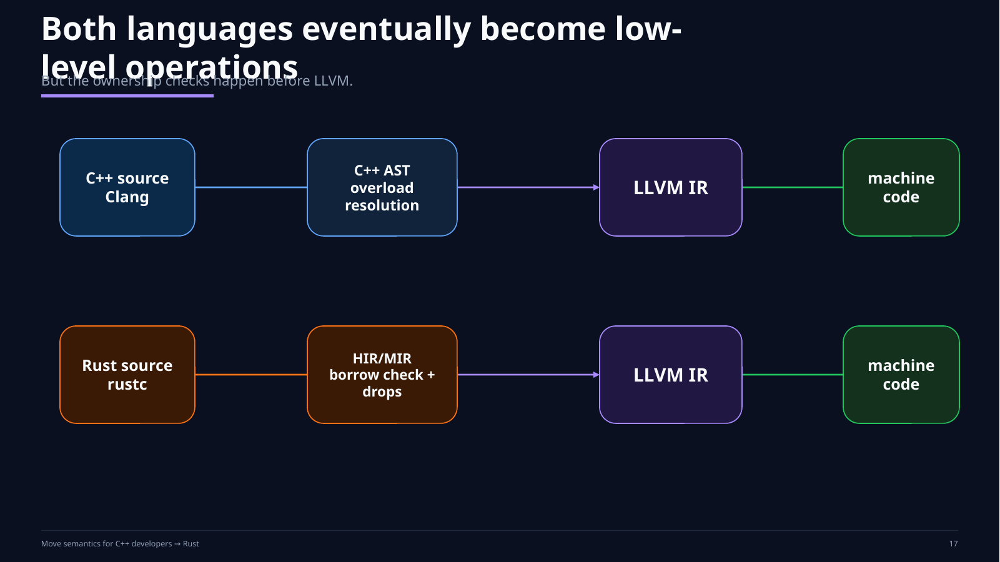 Both languages eventually become low-
level operations
But the ownership checks happen before LLVM.
C++ source
Clang
C++ AST
overload
resolution
LLVM IR
machine
code
Rust source
rustc
HIR/MIR
borrow check +
drops
LLVM IR
machine
code
Move semantics for C++ developers → Rust
17